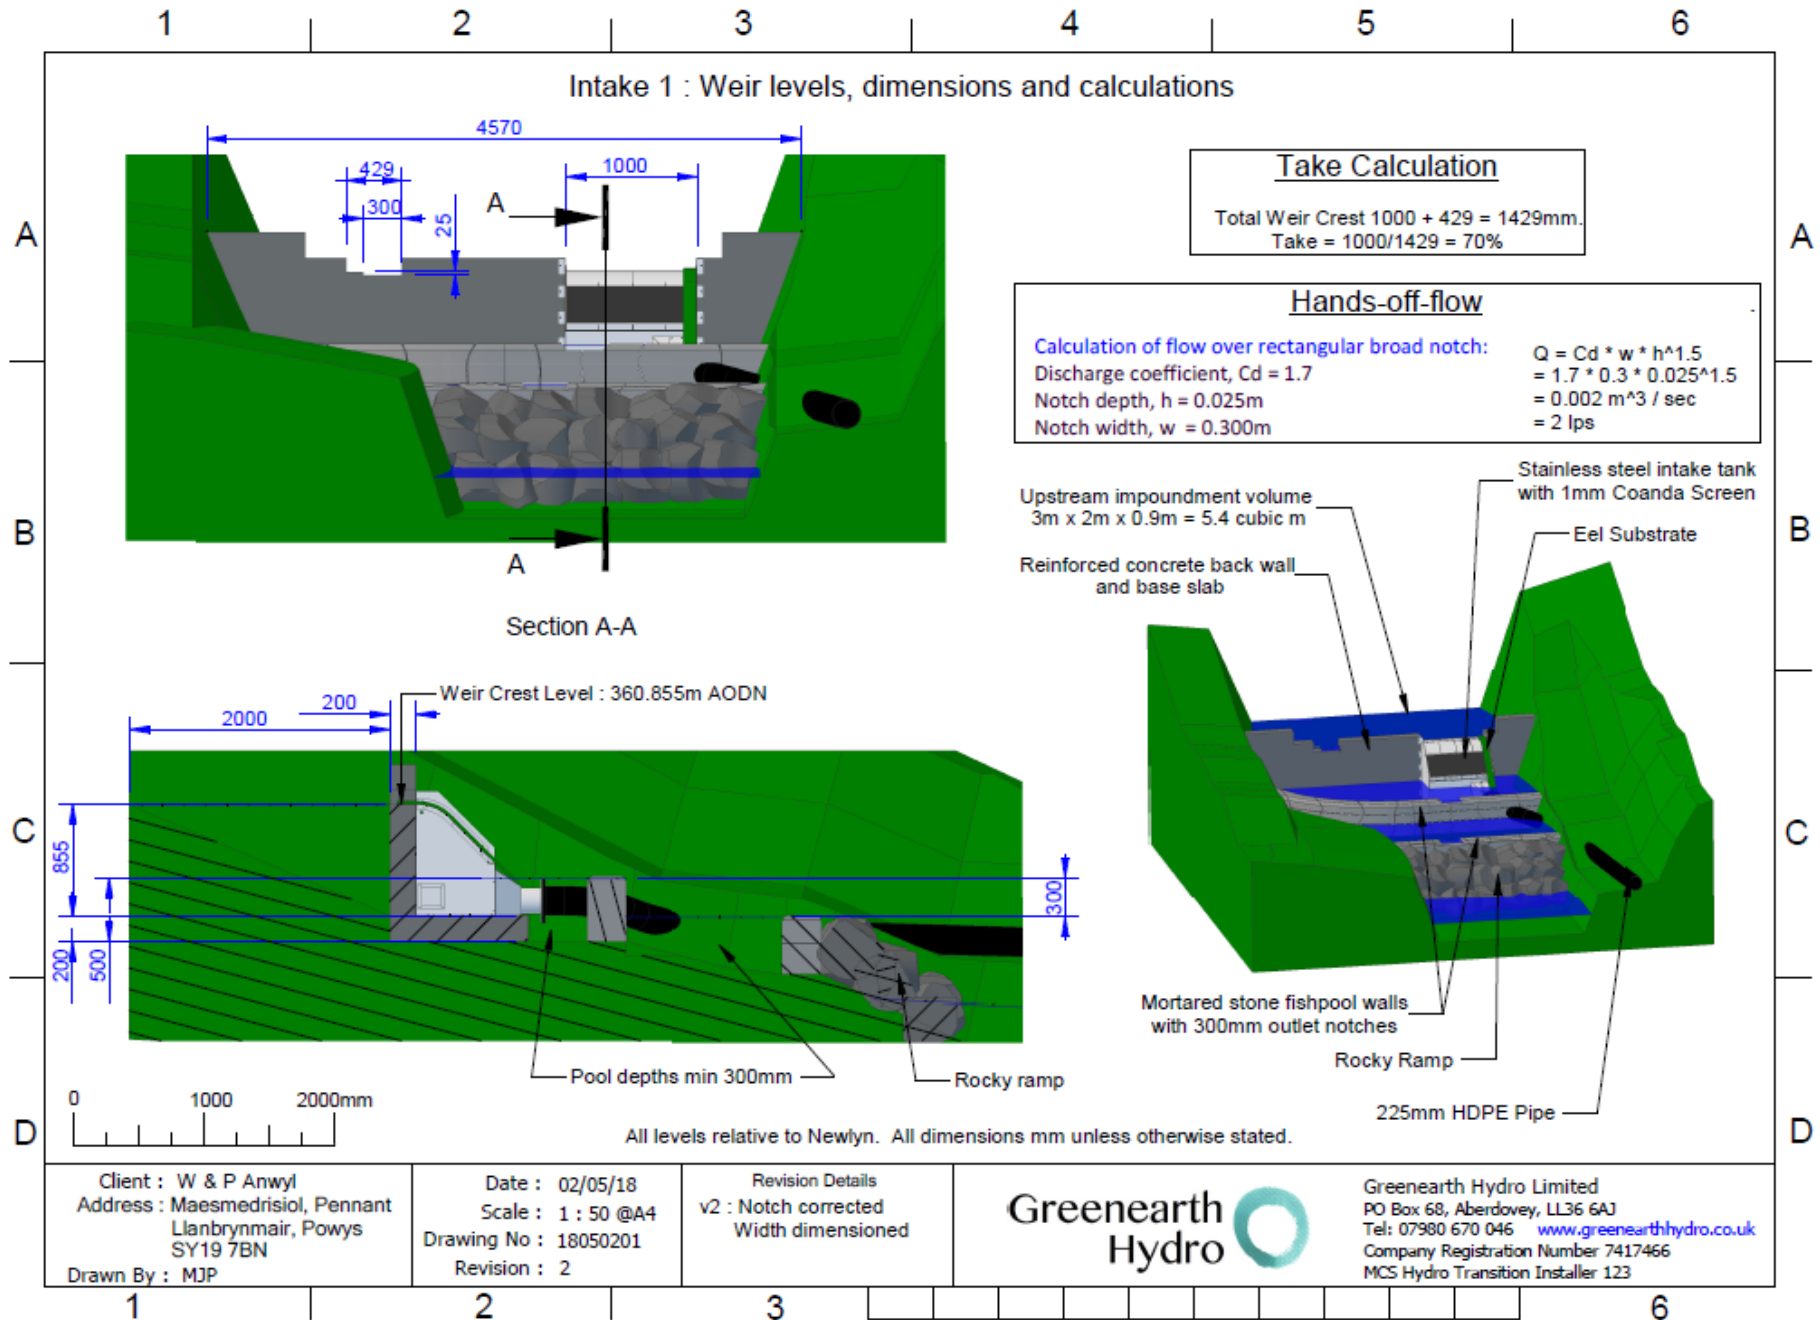 1 2 3 4 5 6
Intake 1 : Weir levels, dimensions and calculations
4570
429
1000
300
25
A
A
Take Calculation
Total Weir Crest 1000 + 429 = 1429mm.
Take = 1000/1429 = 70%
A
A
Hands-off-flow
Calculation of flow over rectangular broad notch:
Discharge coefficient, Cd = 1.7
Notch depth, h = 0.025m
Notch width, w = 0.300m
Q = Cd * w * h^1.5
= 1.7 * 0.3 * 0.025^1.5
= 0.002 m^3 / sec
= 2 lps
Upstream impoundment volume
3m x 2m x 0.9m = 5.4 cubic m
Reinforced concrete back wall
and base slab
Stainless steel intake tank
with 1mm Coanda Screen
Eel Substrate
B
B
A
Section A-A
Weir Crest Level : 360.855m AODN
200
2000
855
200
500
300
C
C
Pool depths min 300mm
Rocky ramp
Mortared stone fishpool walls
with 300mm outlet notches
Rocky Ramp
225mm HDPE Pipe
0 1000 2000mm
D
D
All levels relative to Newlyn. All dimensions mm unless otherwise stated.
Client : W & P Anwyl
Address : Maesmedrisiol, Pennant
Llanbrynmair, Powys
SY19 7BN
Drawn By : MJP
Date : 02/05/18
Scale : 1 : 50 @A4
Drawing No : 18050201
Revision : 2
Revision Details
v2 : Notch corrected
Width dimensioned
Greenearth
Hydro
Greenearth Hydro Limited
PO Box 68, Aberdovey, LL36 6AJ
Tel: 07980 670 046 www.greenearthhydro.co.uk
Company Registration Number 7417466
MCS Hydro Transition Installer 123
1 2 3 6